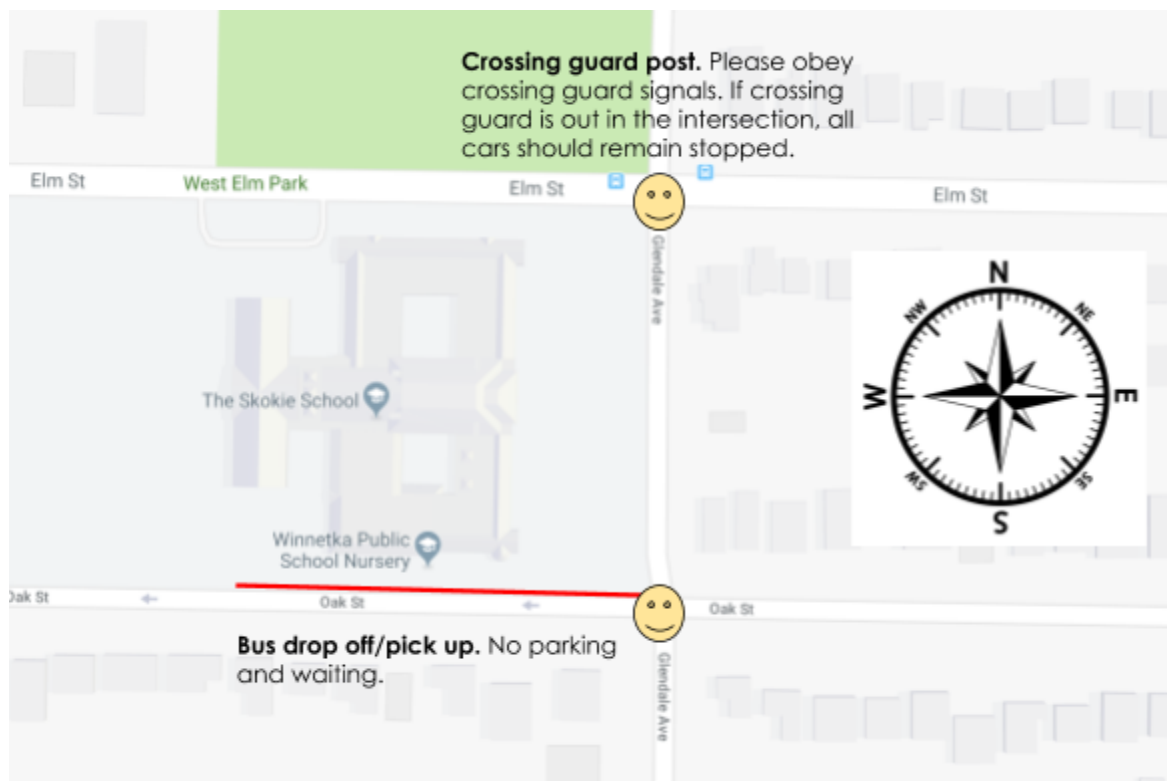 Crossing guard post. Please obey
crossing guard signals. If crossing
guard is out in the intersection, all
cars should remain stopped.
Elm St
West Elm Park
Elm St
Elm St
Glendale Ave
N
NE
E
SE
S
SW
W
NW
The Skokie School
Winnetka Public
School Nursery
Oak St
Oak St
Oak St
Bus drop off/pick up. No parking
and waiting.
Glendale Ave